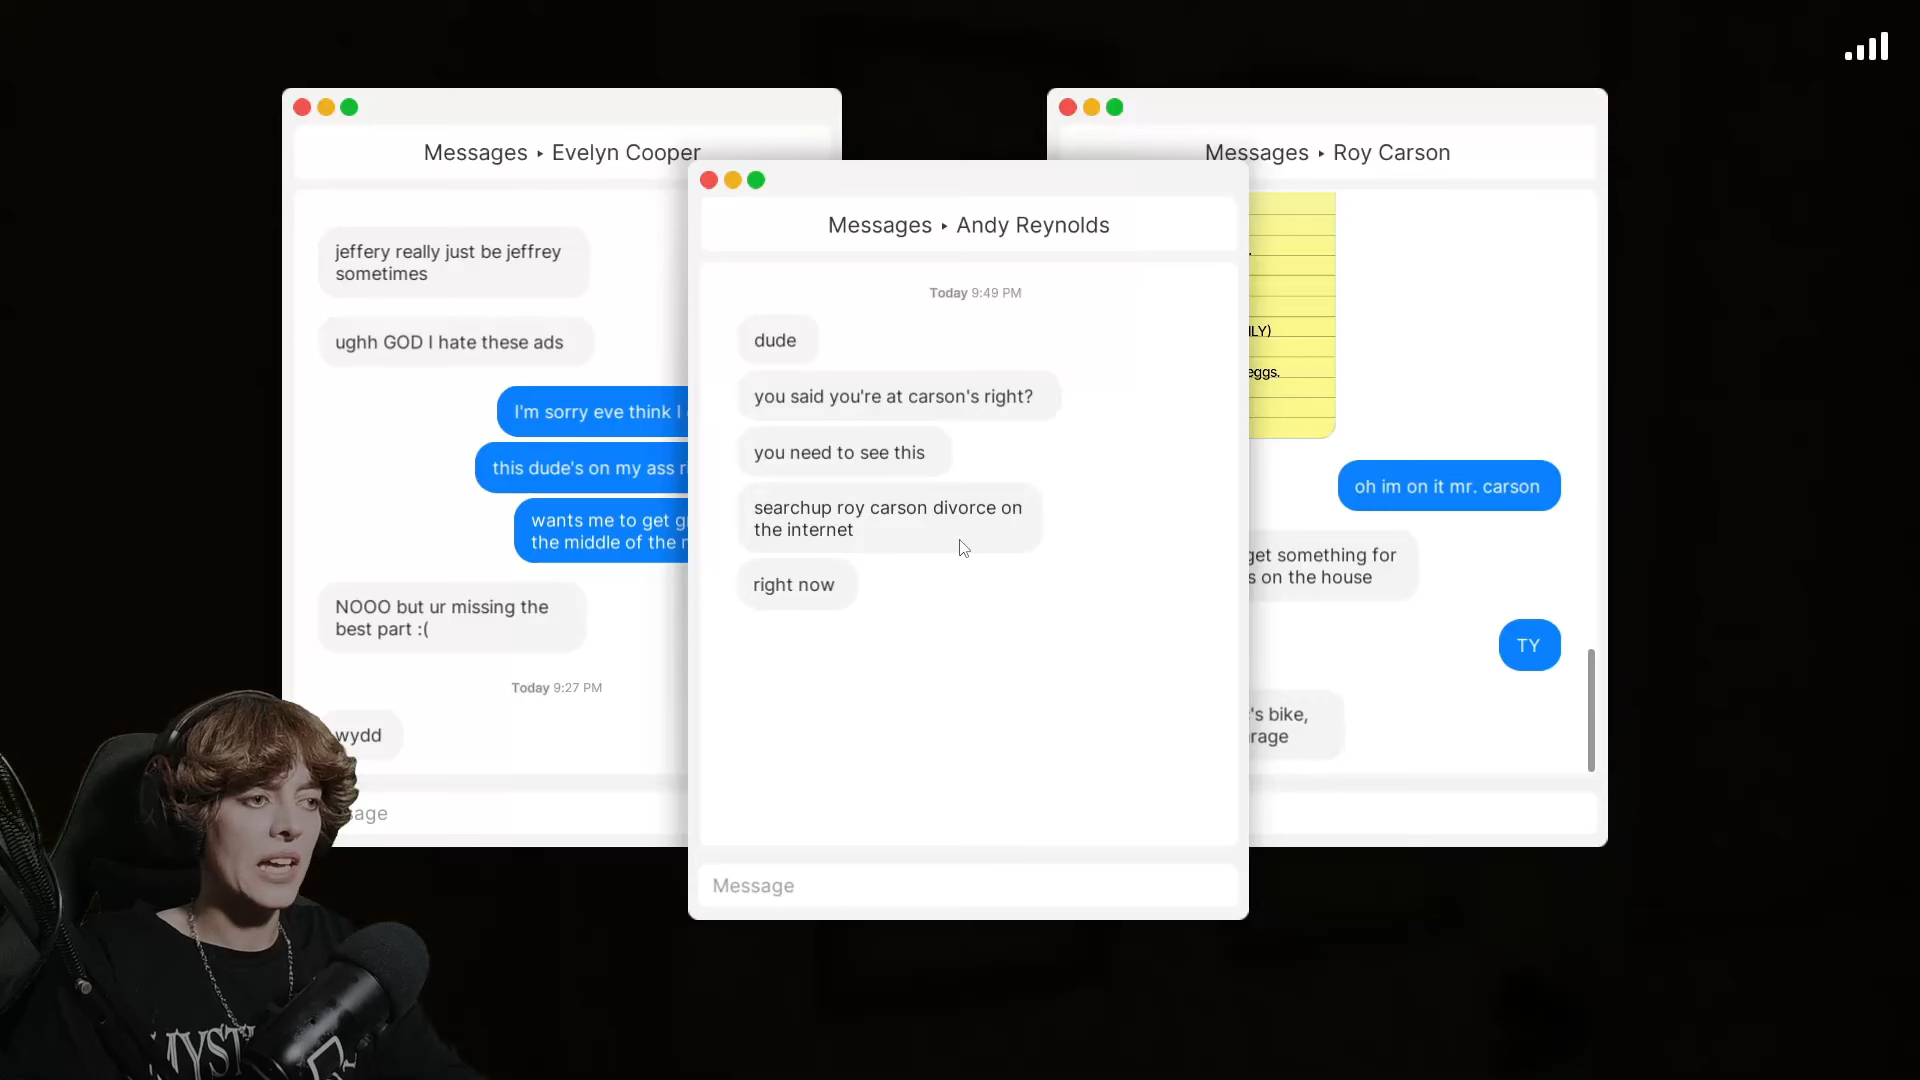 Messages ▸ Evelyn Cooper
jeffery really just be jeffrey
sometimes
ughh GOD I hate these ads
I'm sorry eve think I
this dude's on my ass
wants me to get
the middle of the
NOOO but ur missing the
best part :(
Today 9:27 PM
wydd
Messages ▸ Andy Reynolds
Today 9:49 PM
dude
you said you're at carson's right?
you need to see this
searchup roy carson divorce on
the internet
right now
Message
Messages ▸ Roy Carson
eggs.
oh im on it mr. carson
get something for
on the house
TY
's bike,